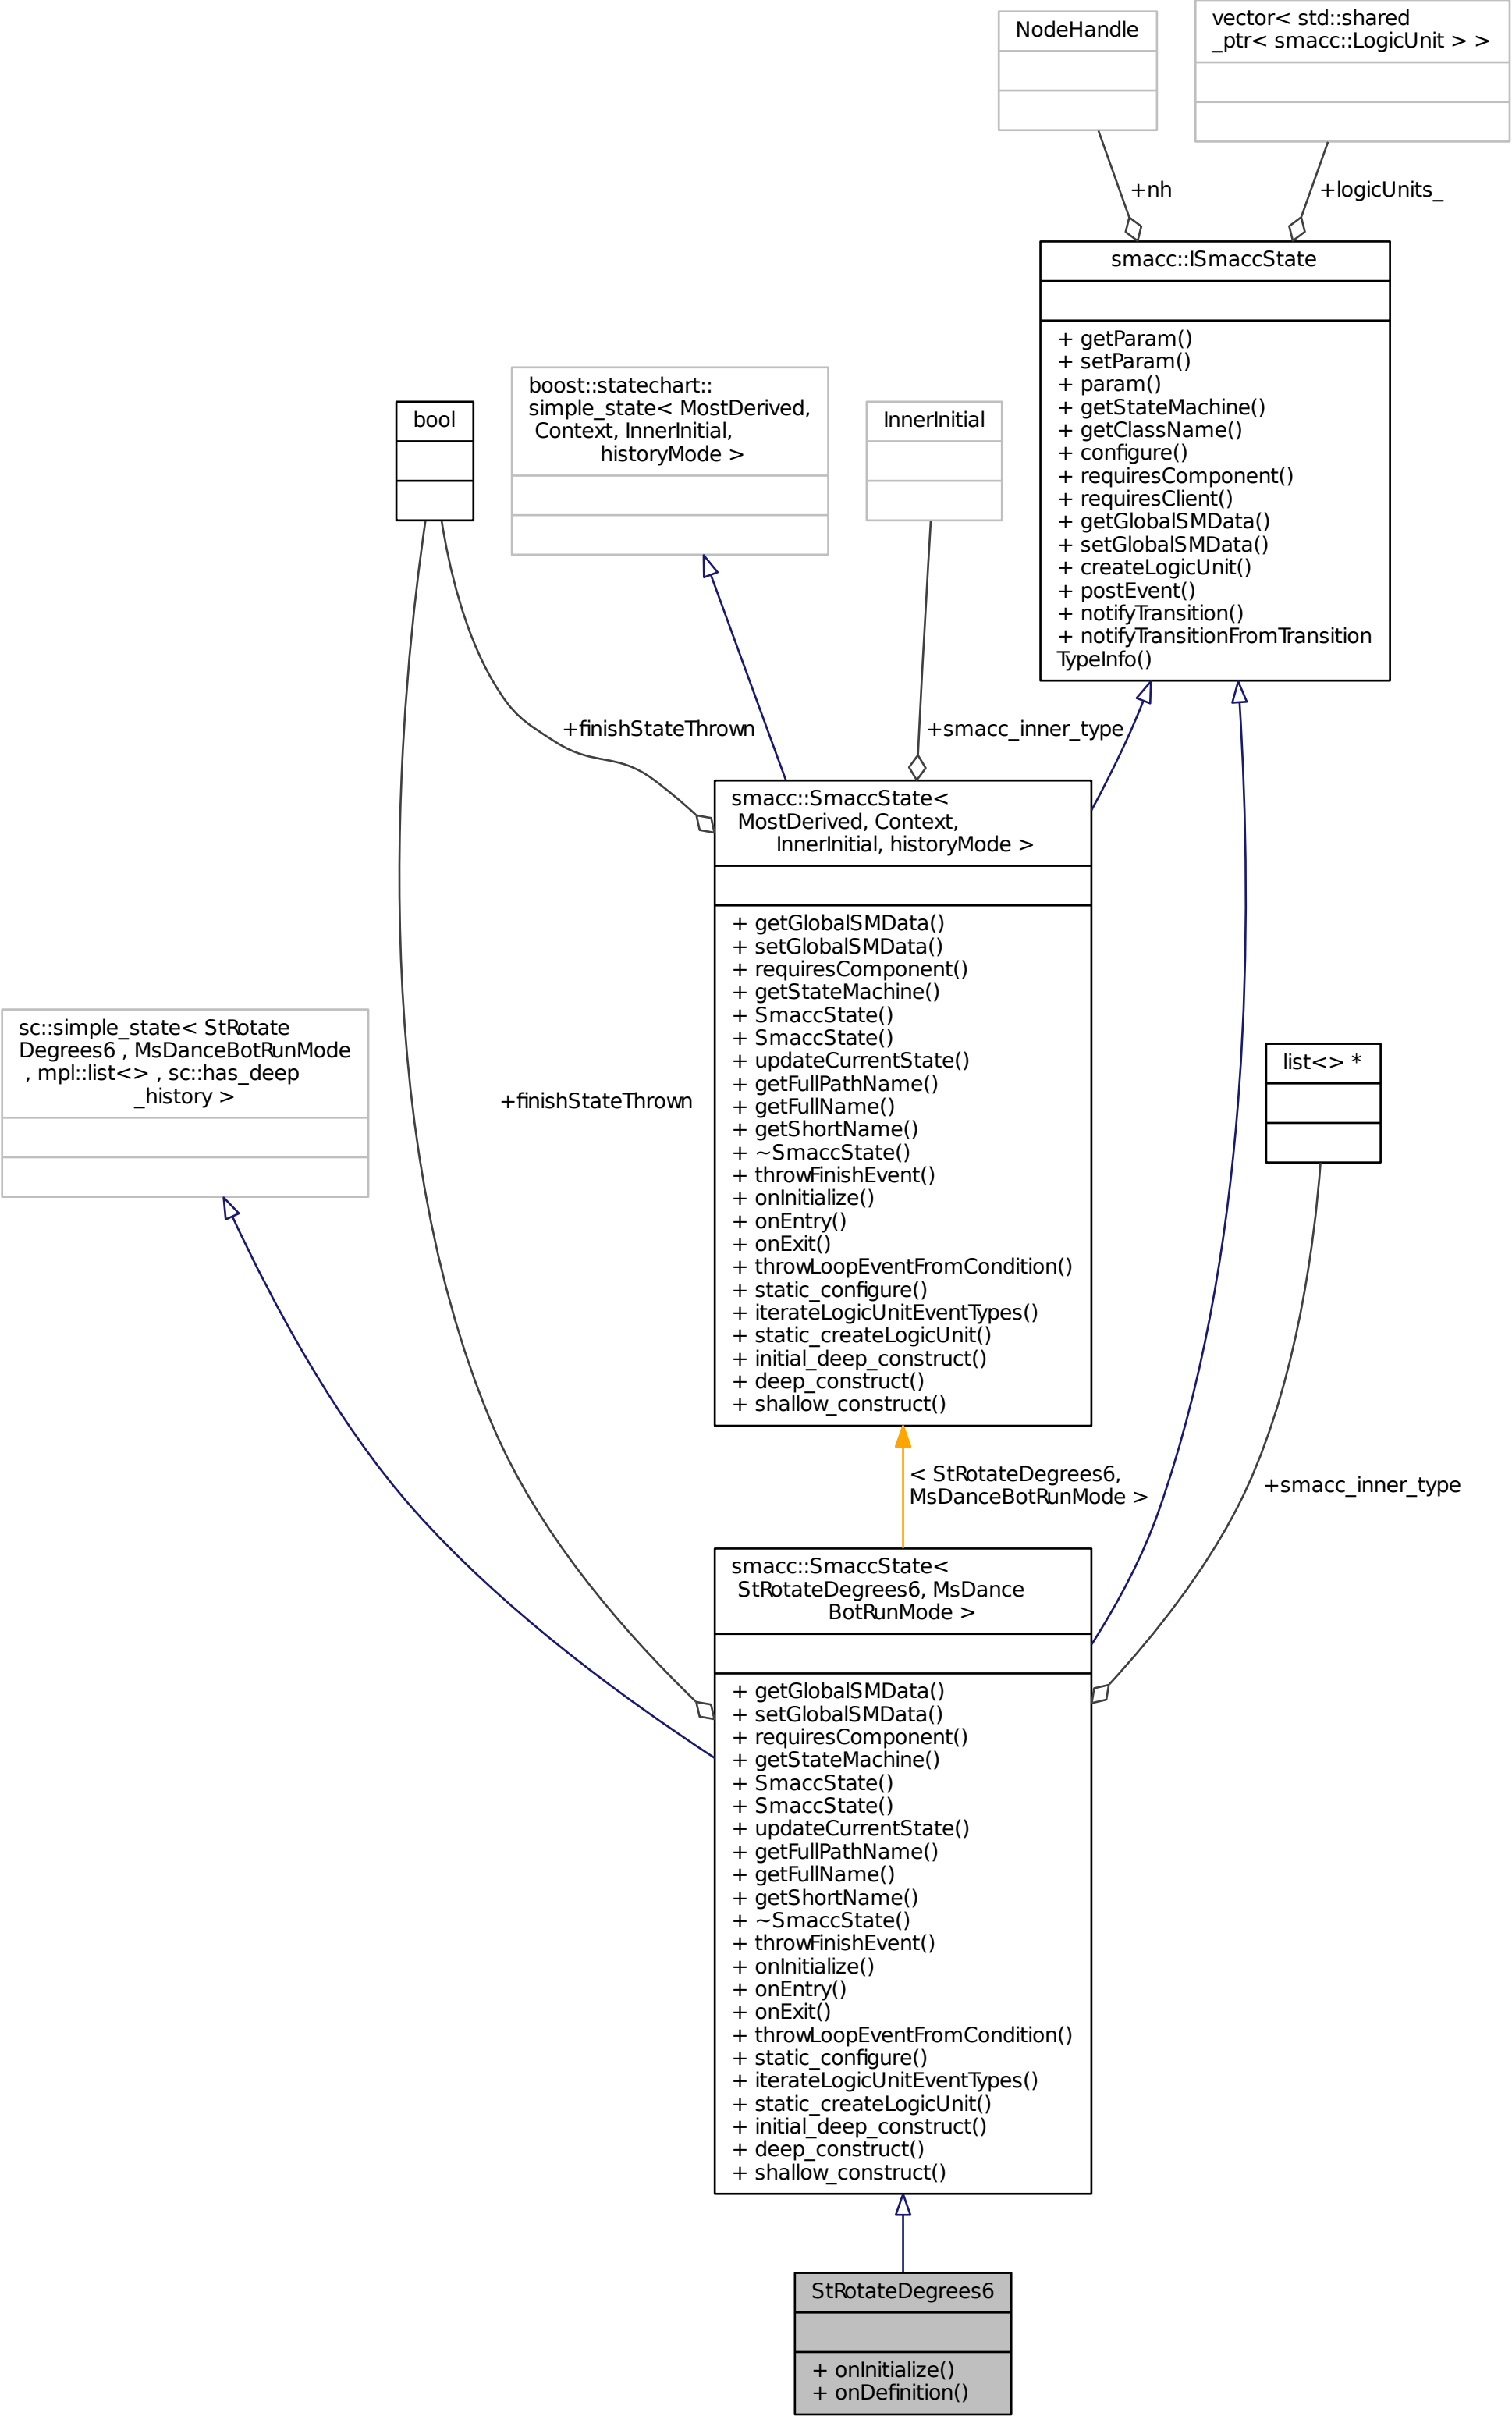 NodeHandle
vector< std::shared
_ptr< smacc::LogicUnit > >
+nh
+logicUnits_
smacc::ISmaccState
+ getParam()
+ setParam()
+ param()
+ getStateMachine()
+ getClassName()
+ configure()
+ requiresComponent()
+ requiresClient()
+ getGlobalSMData()
+ setGlobalSMData()
+ createLogicUnit()
+ postEvent()
+ notifyTransition()
+ notifyTransitionFromTransition
TypeInfo()
bool
boost::statechart::
simple_state< MostDerived,
Context, InnerInitial,
historyMode >
InnerInitial
+finishStateThrown
+smacc_inner_type
smacc::SmaccState<
MostDerived, Context,
InnerInitial, historyMode >
+ getGlobalSMData()
+ setGlobalSMData()
+ requiresComponent()
+ getStateMachine()
+ SmaccState()
+ SmaccState()
+ updateCurrentState()
+ getFullPathName()
+ getFullName()
+ getShortName()
+ ~SmaccState()
+ throwFinishEvent()
+ onInitialize()
+ onEntry()
+ onExit()
+ throwLoopEventFromCondition()
+ static_configure()
+ iterateLogicUnitEventTypes()
+ static_createLogicUnit()
+ initial_deep_construct()
+ deep_construct()
+ shallow_construct()
sc::simple_state< StRotate
Degrees6 , MsDanceBotRunMode
, mpl::list<> , sc::has_deep
_history >
+finishStateThrown
list<> *
< StRotateDegrees6,
MsDanceBotRunMode >
+smacc_inner_type
smacc::SmaccState<
StRotateDegrees6, MsDance
BotRunMode >
+ getGlobalSMData()
+ setGlobalSMData()
+ requiresComponent()
+ getStateMachine()
+ SmaccState()
+ SmaccState()
+ updateCurrentState()
+ getFullPathName()
+ getFullName()
+ getShortName()
+ ~SmaccState()
+ throwFinishEvent()
+ onInitialize()
+ onEntry()
+ onExit()
+ throwLoopEventFromCondition()
+ static_configure()
+ iterateLogicUnitEventTypes()
+ static_createLogicUnit()
+ initial_deep_construct()
+ deep_construct()
+ shallow_construct()
StRotateDegrees6
+ onInitialize()
+ onDefinition()